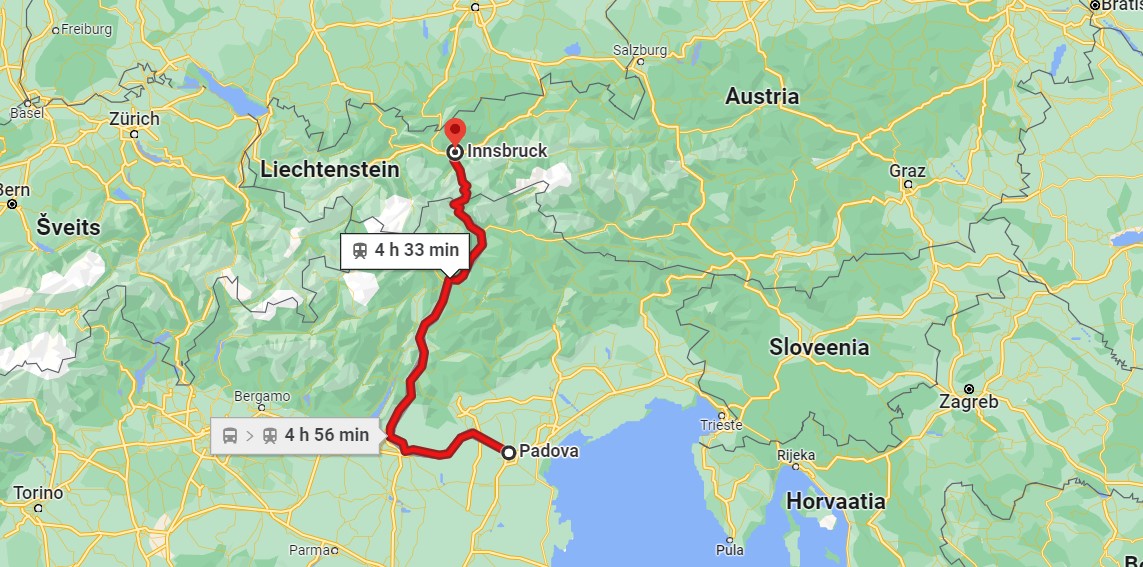 Freiburg
Salzburg
Bratis
Basel
Zürich
Austria
Innsbruck
Liechtenstein
Graz
Bern
Šveits
4 h 33 min
Sloveenia
Zagreb
Bergamo
4 h 56 min
Padova
Trieste
Rijeka
Torino
Horvaatia
Parma
Pula
B